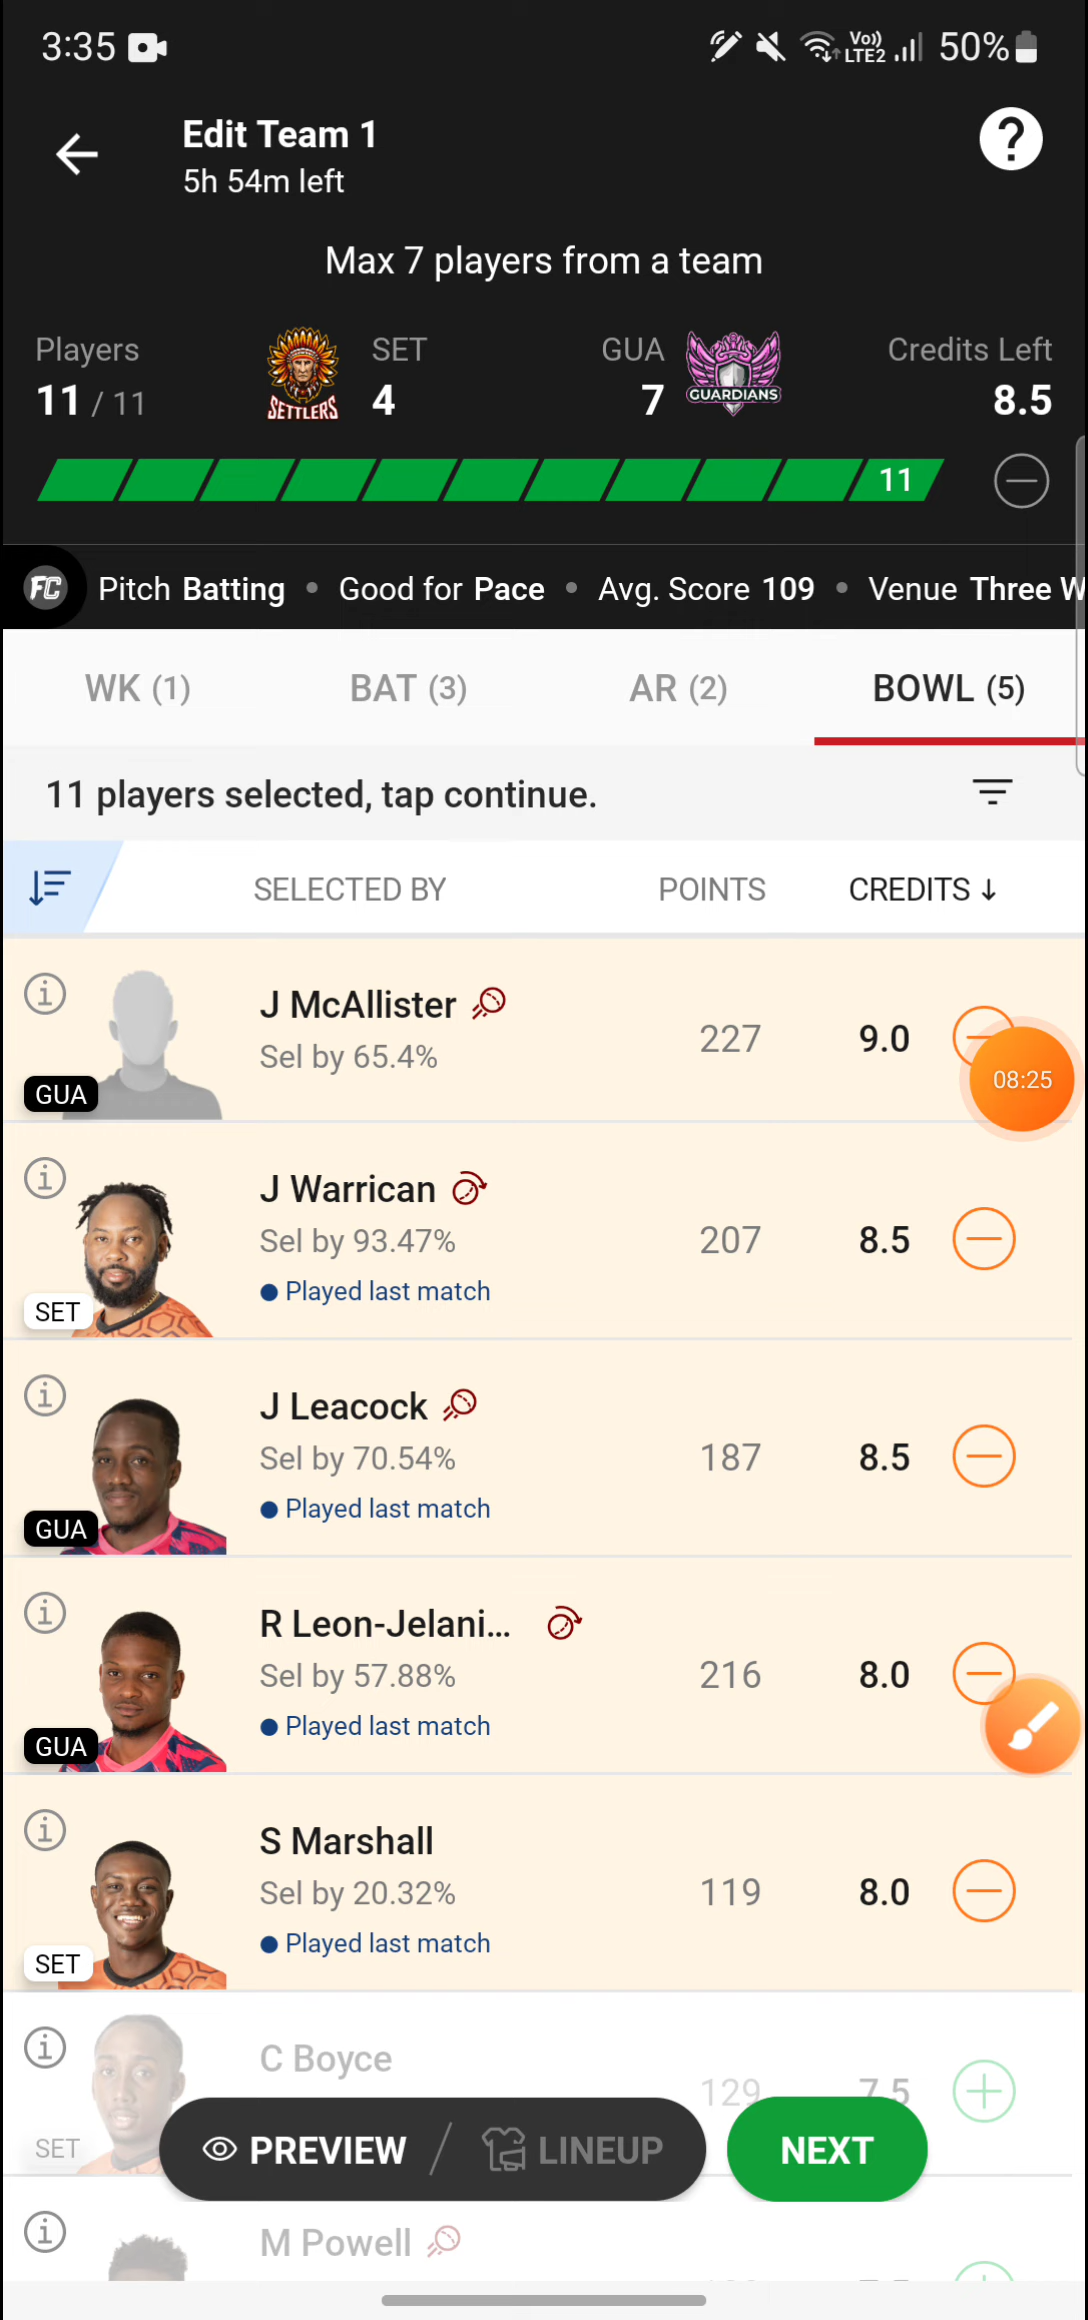 3:35
Vo))
LTE2
50%
Edit Team 1
5h 54m left
?
Max 7 players from a team
Players
11 / 11
SETTLERS
SET
4
GUA
7
GUARDIANS
Credits Left
8.5
11
FC Pitch Batting • Good for Pace • Avg. Score 109 • Venue Three W
WK (1) BAT (3) AR (2) BOWL (5)
11 players selected, tap continue.
SELECTED BY POINTS CREDITS ↓
J McAllister
Sel by 65.4%
GUA
227 9.0
08:25
J Warrican
Sel by 93.47%
Played last match
SET
207 8.5
J Leacock
Sel by 70.54%
Played last match
GUA
187 8.5
R Leon-Jelani...
Sel by 57.88%
Played last match
GUA
216 8.0
S Marshall
Sel by 20.32%
Played last match
SET
119 8.0
C Boyce
129 7.5
SET
PREVIEW / LINEUP
NEXT
M Powell